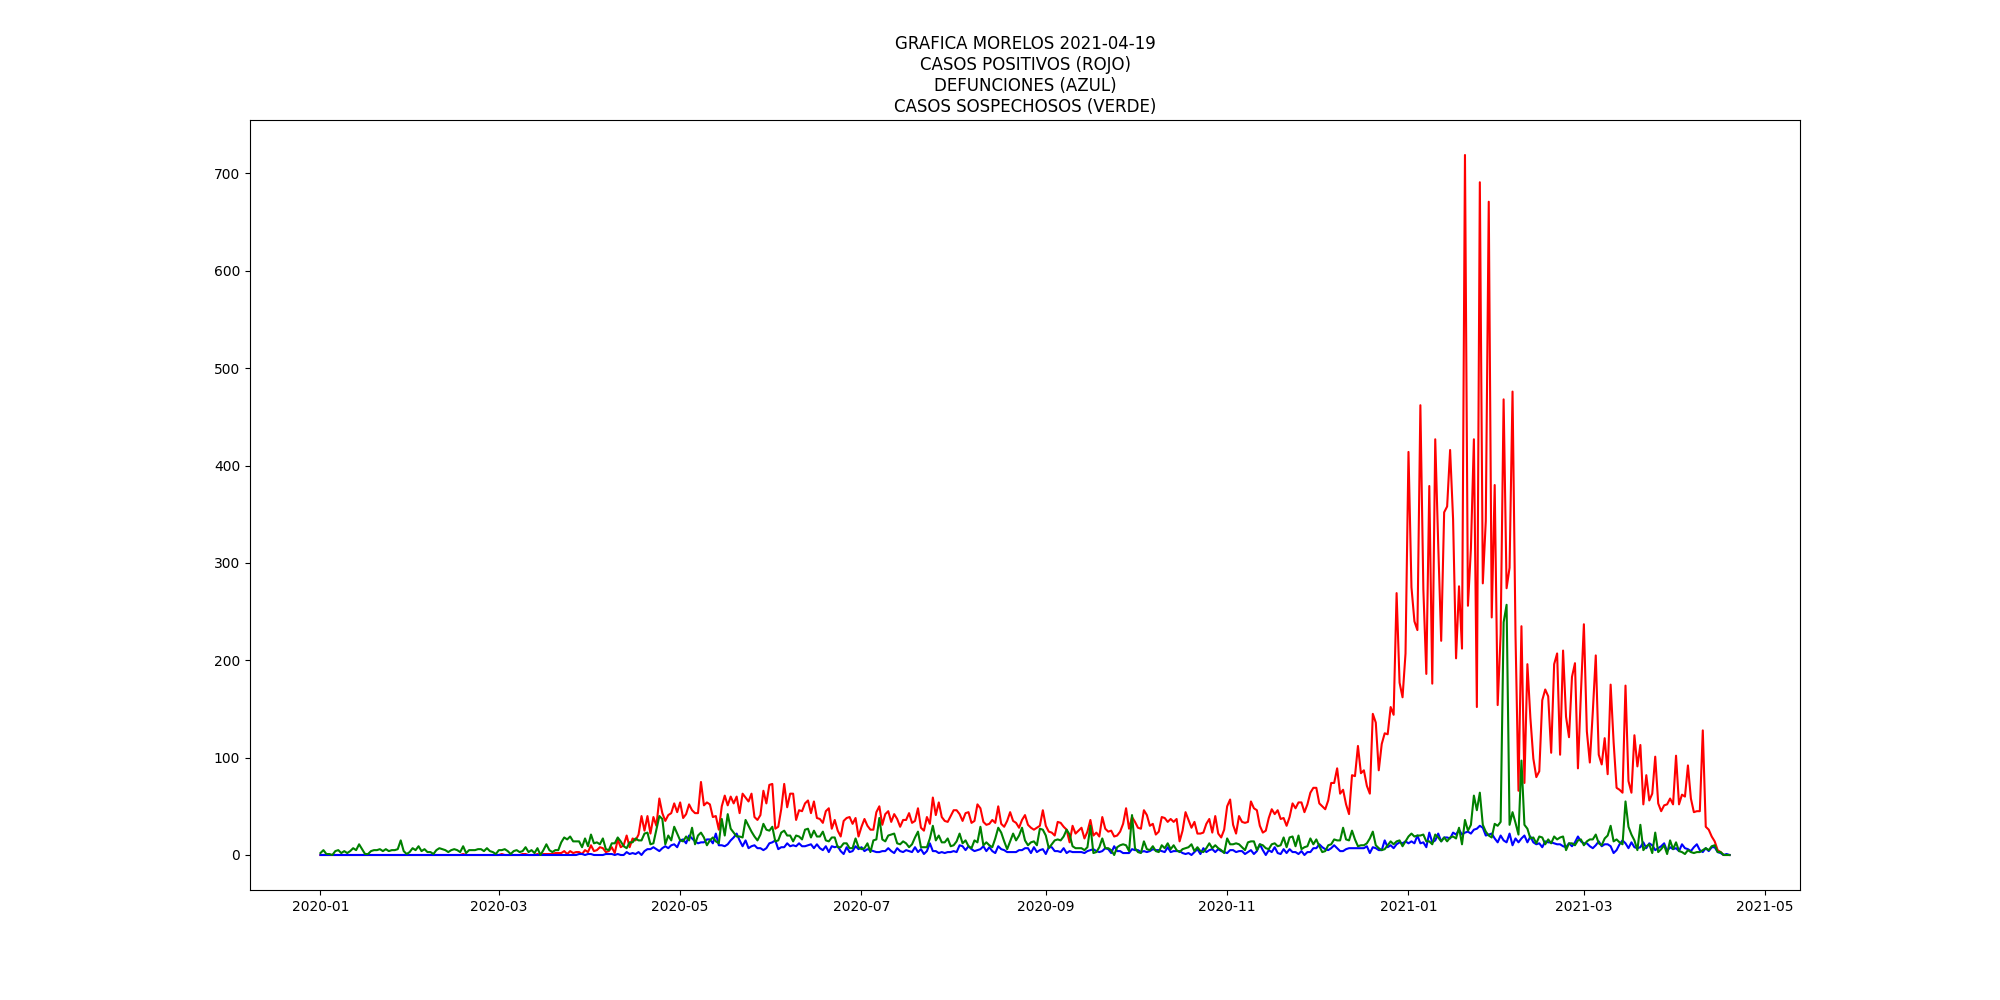 GRAFICA MORELOS 2021-04-19
CASOS POSITIVOS (ROJO)
DEFUNCIONES (AZUL)
CASOS SOSPECHOSOS (VERDE)
700
600
500
400
300
200
100
0
2020-01 2020-03 2020-05 2020-07 2020-09 2020-11 2021-01 2021-03 2021-05